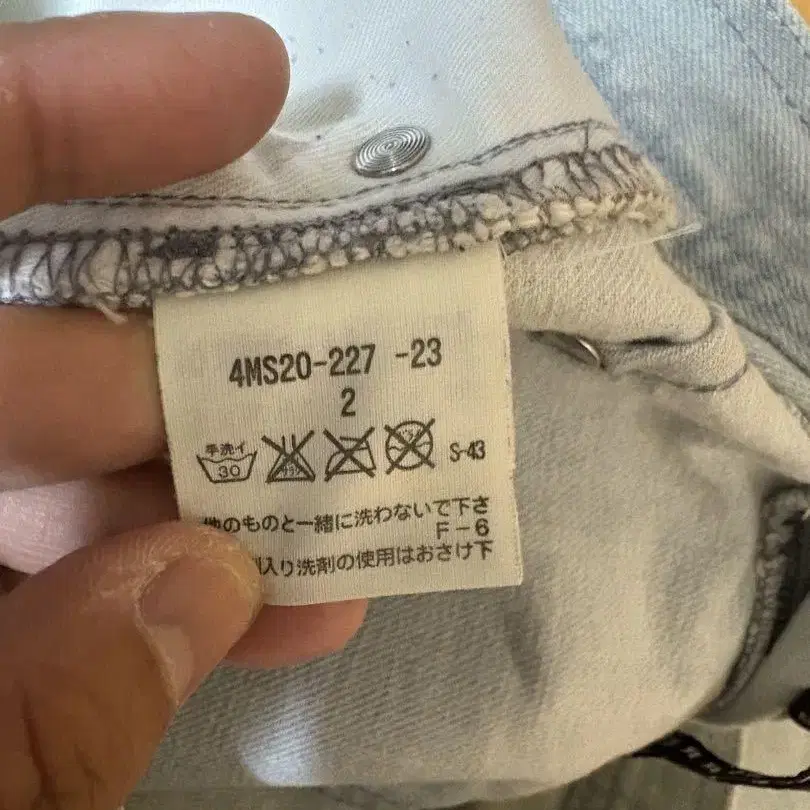 4MS20-227 -23
2
手洗イ
30
S-43
のものと一緒に洗わないで下さ
F-6
入り洗剤の使用はおさけ下